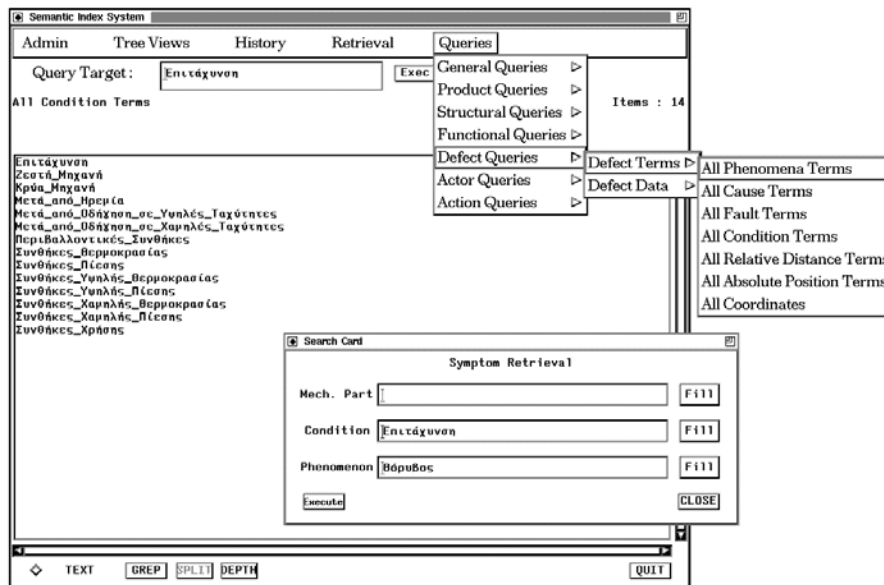 Semantic Index System
Admin Tree Views History Retrieval Queries
Query Target: Επιτάχυνση Exec
All Condition Terms Items : 14
General Queries
Product Queries
Structural Queries
Functional Queries
Defect Queries
Actor Queries
Action Queries
Defect Terms
Defect Data
All Phenomena Terms
All Cause Terms
All Fault Terms
All Condition Terms
All Relative Distance Terms
All Absolute Position Terms
All Coordinates
Επιτάχυνση
Ζεστή_Μηχανή
Κρύα_Μηχανή
Μετά_από_Ηρεμία
Μετά_από_Οδήγηση_σε_Υψηλές_Ταχύτητες
Μετά_από_Οδήγηση_σε_Χαμηλές_Ταχύτητες
Περιβαλλοντικές_Συνθήκες
Συνθήκες_Θερμοκρασίας
Συνθήκες_Πίεσης
Συνθήκες_Υψηλής_Θερμοκρασίας
Συνθήκες_Υψηλής_Πίεσης
Συνθήκες_Χαμηλής_Θερμοκρασίας
Συνθήκες_Χαμηλής_Πίεσης
Συνθήκες_Χρήσης
Search Card
Symptom Retrieval
Mech. Part Fill
Condition Επιτάχυνση Fill
Phenomenon Θόρυβος Fill
Execute CLOSE
TEXT GREP SPLIT DEPTH QUIT